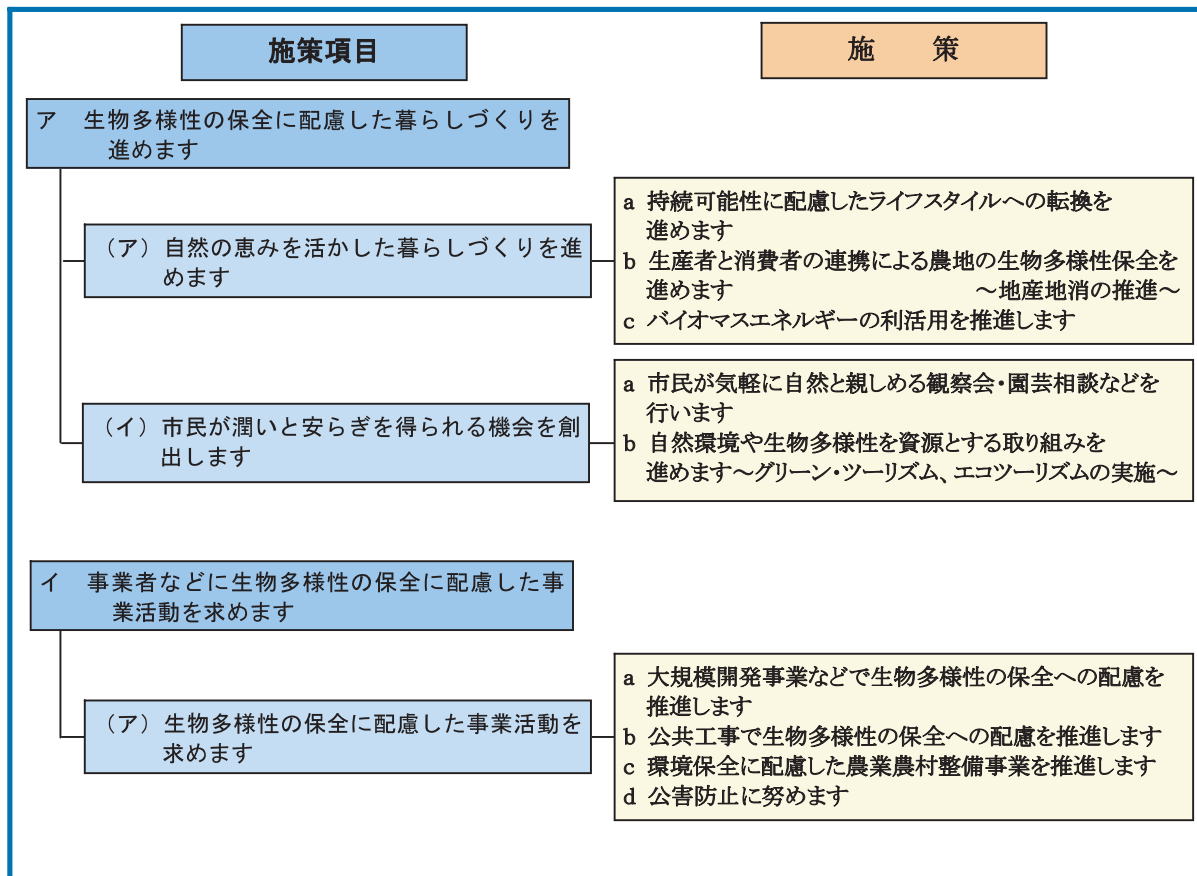 施策項目
施　策
ア　生物多様性の保全に配慮した暮らしづくりを
進めます
（ア）自然の恵みを活かした暮らしづくりを進
めます
a 持続可能性に配慮したライフスタイルへの転換を
進めます
b 生産者と消費者の連携による農地の生物多様性保全を
進めます　　　　　　　　～地産地消の推進～
c バイオマスエネルギーの利活用を推進します
（イ）市民が潤いと安らぎを得られる機会を創
出します
a 市民が気軽に自然と親しめる観察会・園芸相談などを
行います
b 自然環境や生物多様性を資源とする取り組みを
進めます～グリーン・ツーリズム、エコツーリズムの実施～
イ　事業者などに生物多様性の保全に配慮した事
業活動を求めます
（ア）生物多様性の保全に配慮した事業活動を
求めます
a 大規模開発事業などで生物多様性の保全への配慮を
推進します
b 公共工事で生物多様性の保全への配慮を推進します
c 環境保全に配慮した農業農村整備事業を推進します
d 公害防止に努めます